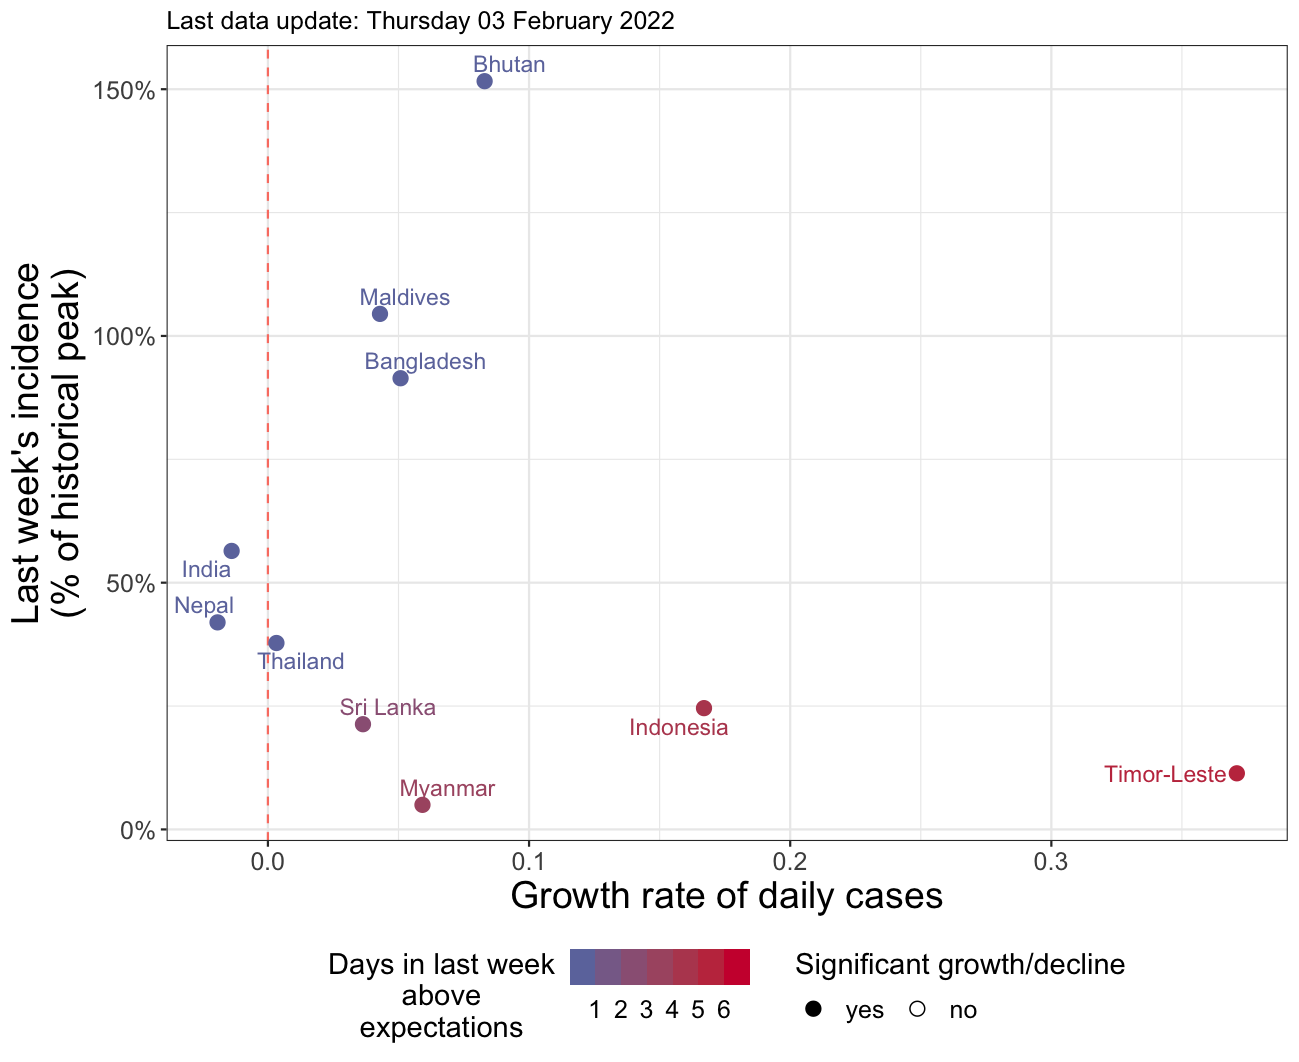 Last data update: Thursday 03 February 2022
Bhutan
150%
Maldives
100%
Bangladesh
Last week's incidence
(% of historical peak)
India
50%
Nepal
Thailand
Sri Lanka
Indonesia
Timor-Leste
Myanmar
0%
0.0 0.1 0.2 0.3
Growth rate of daily cases
Days in last week
above
expectations
1 2 3 4 5 6
Significant growth/decline
yes no